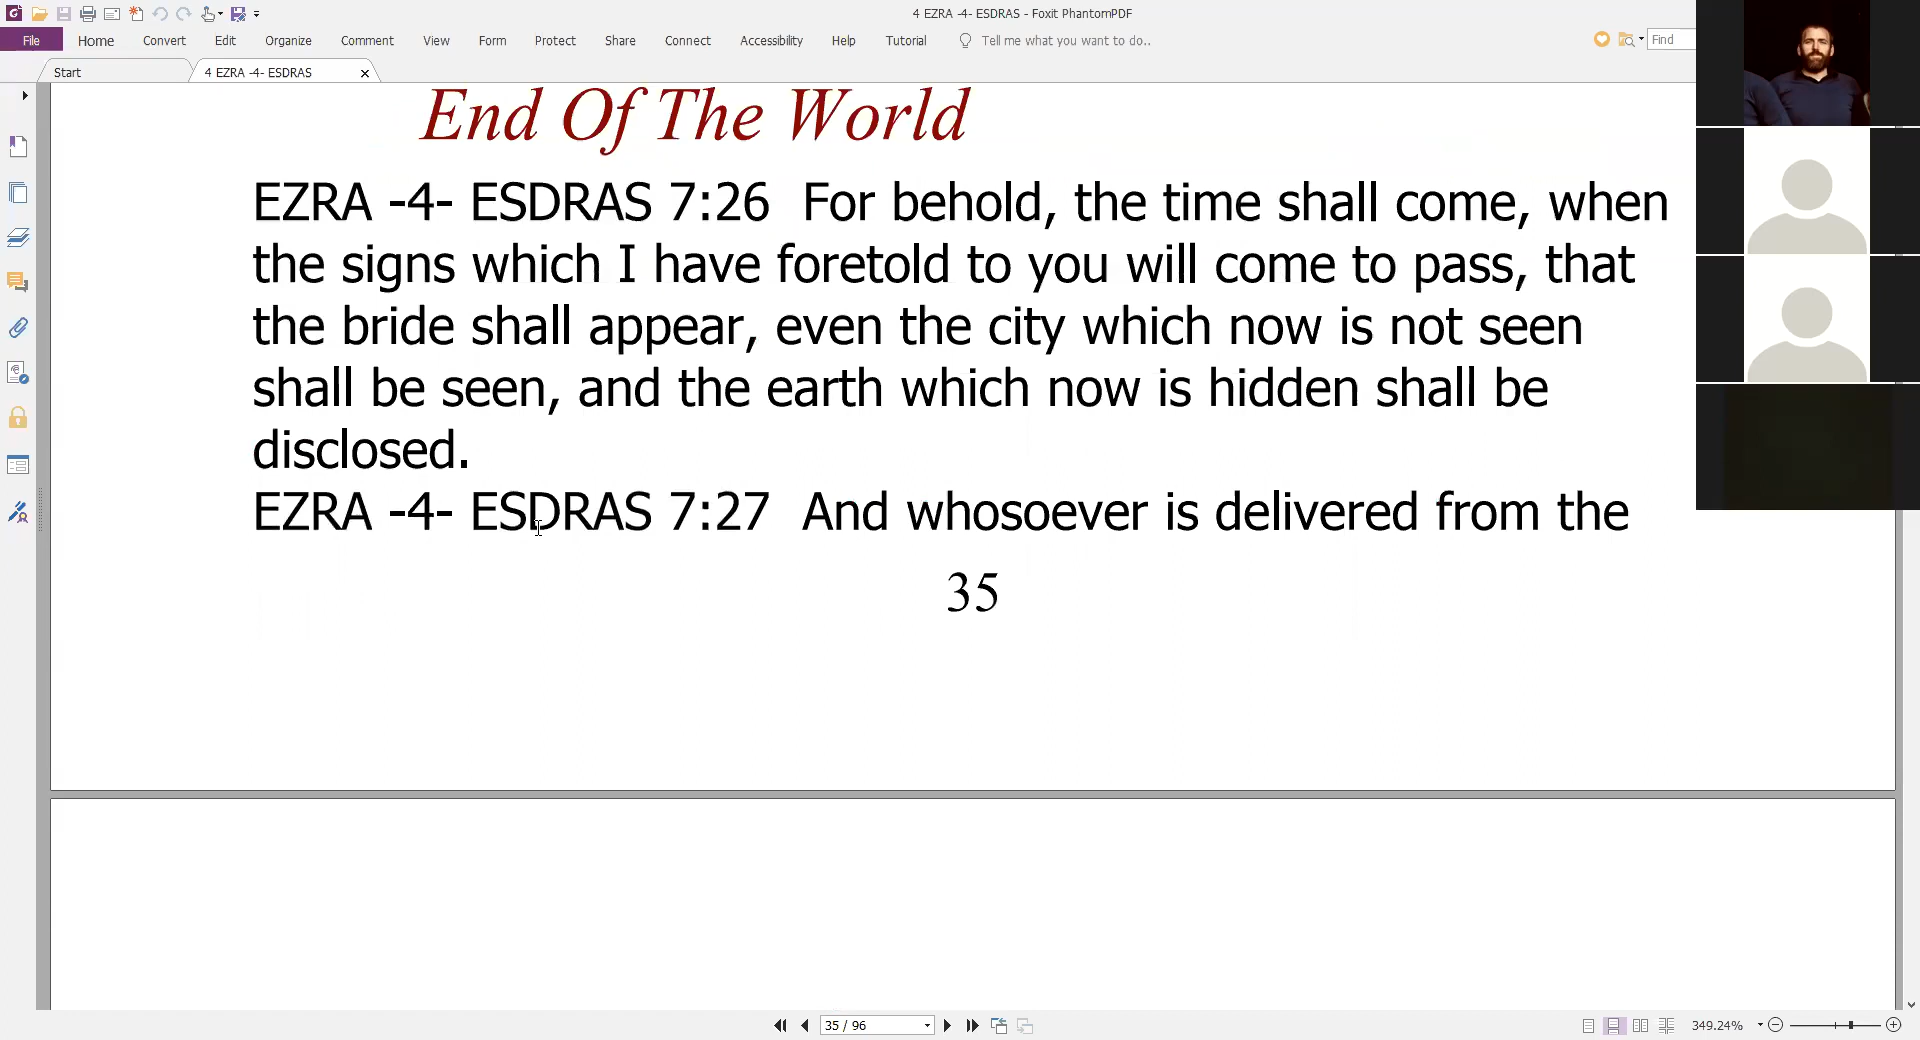 4 EZRA -4- ESDRAS - Foxit PhantomPDF
File Home Convert Edit Organize Comment View Form Protect Share Connect Accessibility Help Tutorial Tell me what you want to do.. Find
Start 4 EZRA -4- ESDRAS
End Of The World
EZRA -4- ESDRAS 7:26 For behold, the time shall come, when
the signs which I have foretold to you will come to pass, that
the bride shall appear, even the city which now is not seen
shall be seen, and the earth which now is hidden shall be
disclosed.
EZRA -4- ESDRAS 7:27 And whosoever is delivered from the
35
35 / 96
349.24%